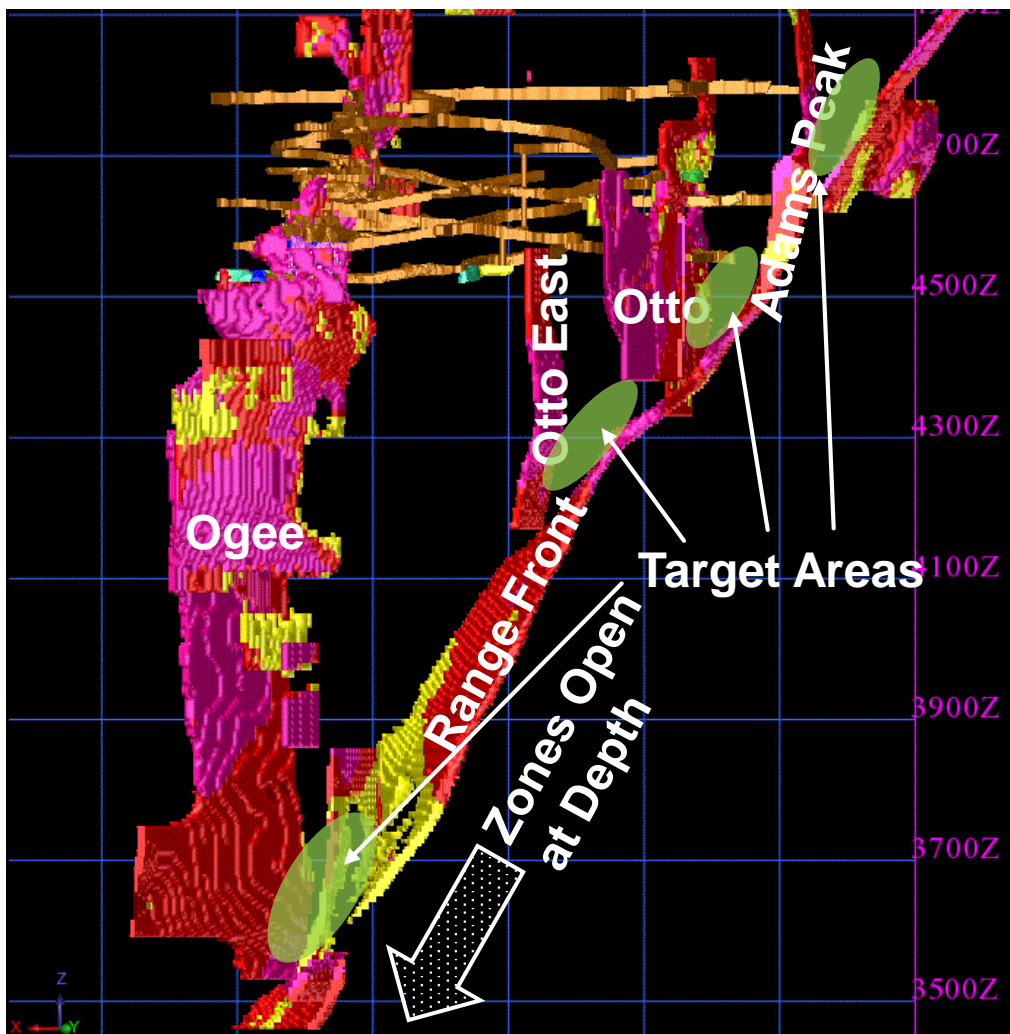 700Z
Adams Peak
4500Z
Otto
Otto East
4300Z
Ogee
Target Areas
4100Z
Range Front
Zones Open
at Depth
3900Z
3700Z
3500Z
Z
X
Y